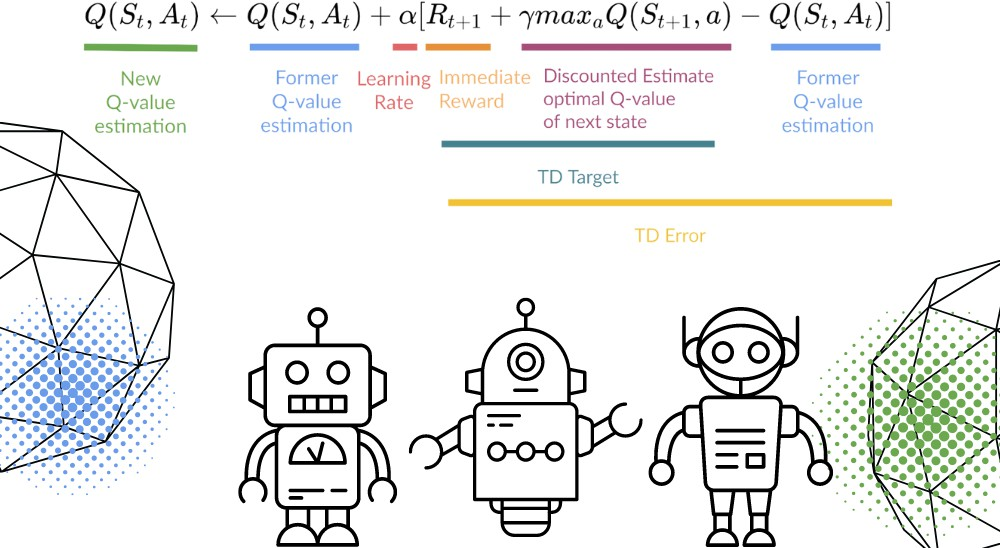 Q(S_t, A_t) ← Q(S_t, A_t) + α[R_{t+1} + γmax_aQ(S_{t+1}, a) − Q(S_t, A_t)]
New
Q-value
estimation
Former
Q-value
estimation
Learning
Rate
Immediate
Reward
Discounted Estimate
optimal Q-value
of next state
Former
Q-value
estimation
TD Target
TD Error